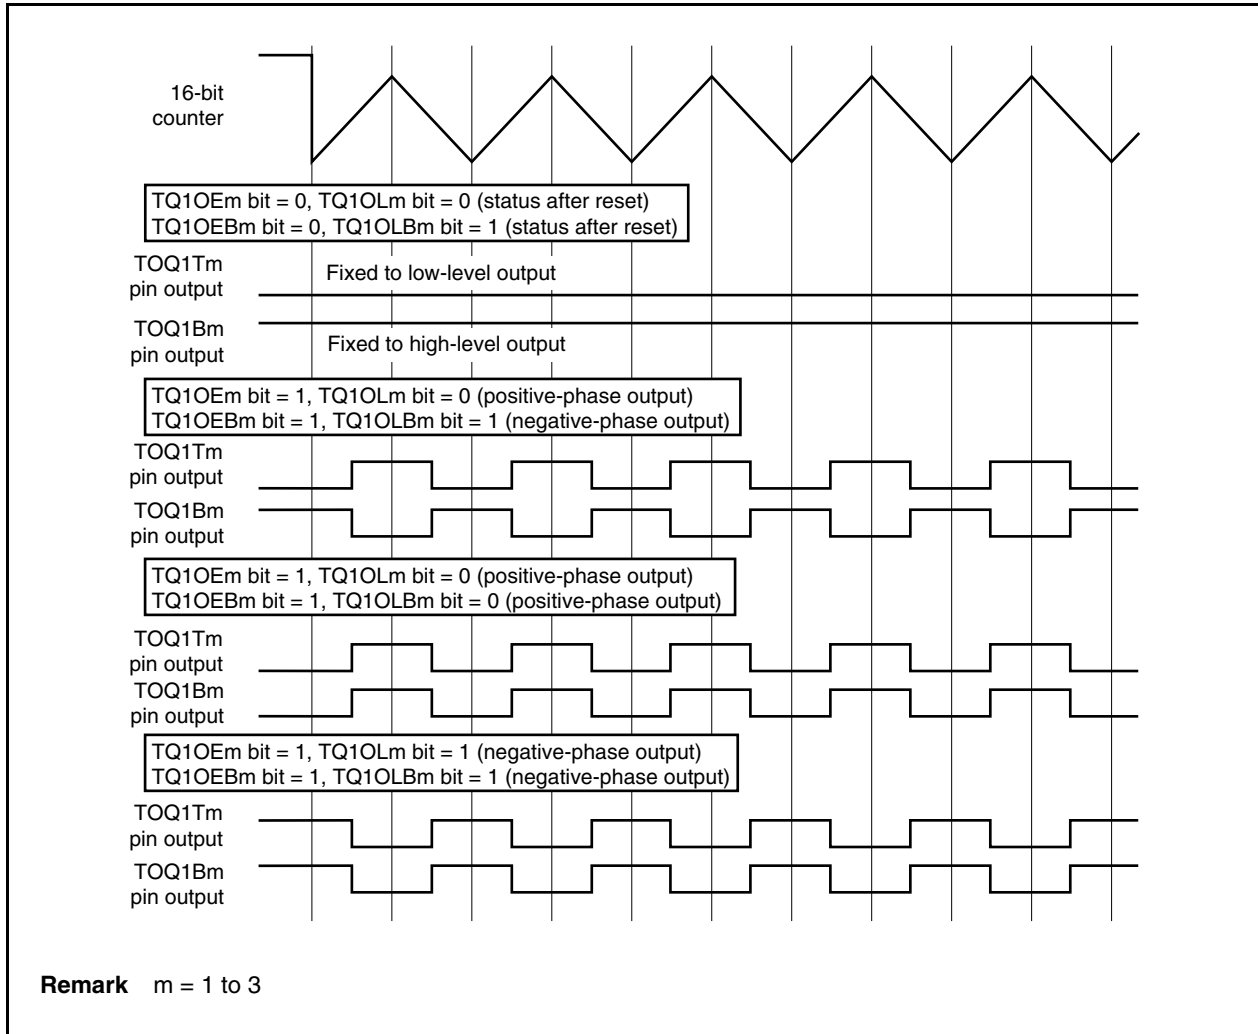 16-bit
counter
TQ1OEm bit = 0, TQ1OLm bit = 0 (status after reset)
TQ1OEBm bit = 0, TQ1OLBm bit = 1 (status after reset)
TOQ1Tm
pin output
Fixed to low-level output
TOQ1Bm
pin output
Fixed to high-level output
TQ1OEm bit = 1, TQ1OLm bit = 0 (positive-phase output)
TQ1OEBm bit = 1, TQ1OLBm bit = 1 (negative-phase output)
TOQ1Tm
pin output
TOQ1Bm
pin output
TQ1OEm bit = 1, TQ1OLm bit = 0 (positive-phase output)
TQ1OEBm bit = 1, TQ1OLBm bit = 0 (positive-phase output)
TOQ1Tm
pin output
TOQ1Bm
pin output
TQ1OEm bit = 1, TQ1OLm bit = 1 (negative-phase output)
TQ1OEBm bit = 1, TQ1OLBm bit = 1 (negative-phase output)
TOQ1Tm
pin output
TOQ1Bm
pin output
Remark m = 1 to 3